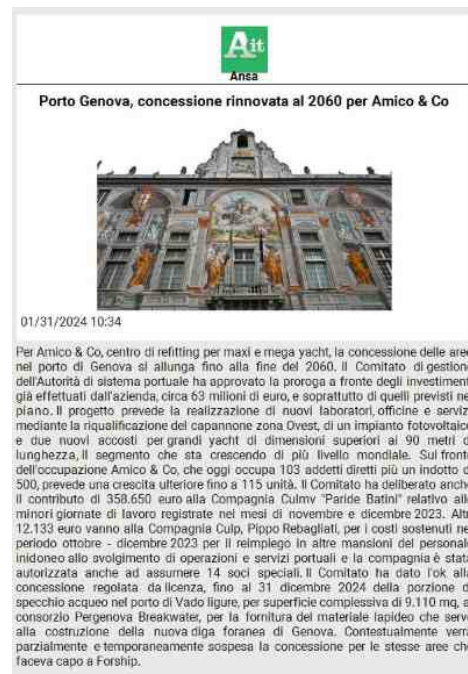 Ait
Ansa
Porto Genova, concessione rinnovata al 2060 per Amico & Co
01/31/2024 10:34
Per Amico & Co, centro di refitting per maxi e mega yacht, la concessione delle aree
nel porto di Genova si allunga fino alla fine del 2060. Il Comitato di gestione
dell'Autorità di sistema portuale ha approvato la proroga a fronte degli investiment
già effettuati dall'azienda, circa 63 milioni di euro, e soprattutto di quelli previsti ne
piano. Il progetto prevede la realizzazione di nuovi laboratori, officine e serviz
mediante la riqualificazione del capannone zona Ovest, di un impianto fotovoltaico
e due nuovi accosti per grandi yacht di dimensioni superiori ai 90 metri d
lunghezza, il segmento che sta crescendo di più livello mondiale. Sul fronte
dell'occupazione Amico & Co, che oggi occupa 103 addetti diretti più un indotto d
500, prevede una crescita ulteriore fino a 115 unità. Il Comitato ha deliberato anche
il contributo di 358.650 euro alla Compagnia Culmv "Paride Batini" relativo alle
minori giornate di lavoro registrate nei mesi di novembre e dicembre 2023. Altr
12.133 euro vanno alla Compagnia Culp, Pippo Rebagliati, per i costi sostenuti ne
periodo ottobre - dicembre 2023 per il reimpiego in altre mansioni del personale
inidoneo allo svolgimento di operazioni e servizi portuali e la compagnia è stata
autorizzata anche ad assumere 14 soci speciali. Il Comitato ha dato l'ok alla
concessione regolata da licenza, fino al 31 dicembre 2024 della porzione d
specchio acqueo nel porto di Vado ligure, per superficie complessiva di 9.110 mq, a
consorzio Pergenova Breakwater, per la fornitura del materiale lapideo che serve
alla costruzione della nuova diga foranea di Genova. Contestualmente verrà
parzialmente e temporaneamente sospesa la concessione per le stesse aree che
faceva capo a Forship.